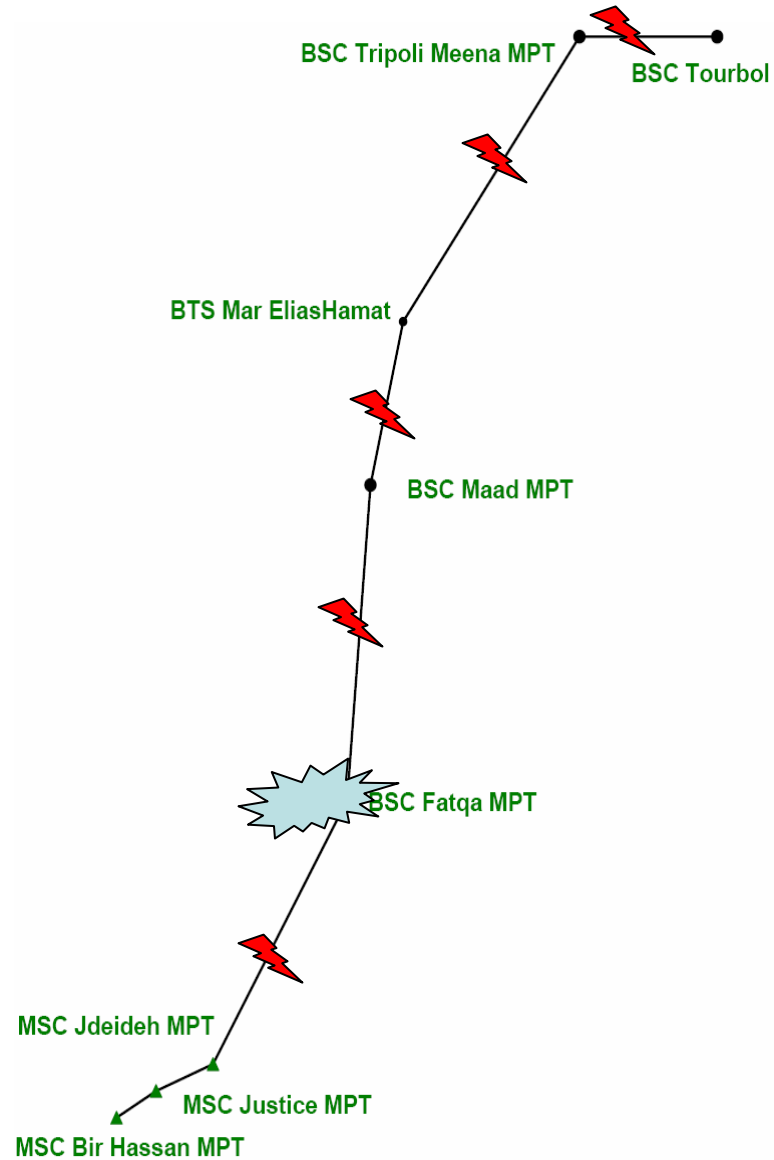 BSC Tripoli Meena MPT
BSC Tourbol
BTS Mar EliasHamat
BSC Maad MPT
BSC Fatqa MPT
MSC Jdeideh MPT
MSC Justice MPT
MSC Bir Hassan MPT